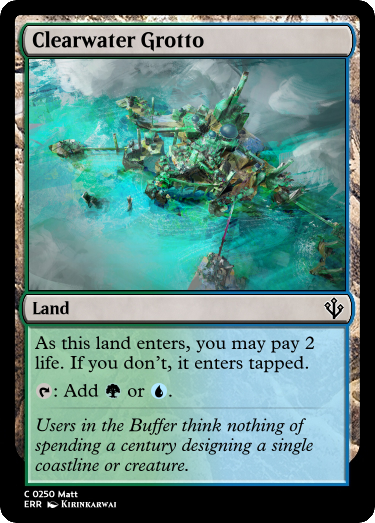 Clearwater Grotto
Land
As this land enters, you may pay 2
life. If you don't, it enters tapped.
: Add or .
Users in the Buffer think nothing of
spending a century designing a single
coastline or creature.
C 0250 Matt
ERR Kirinkarwai